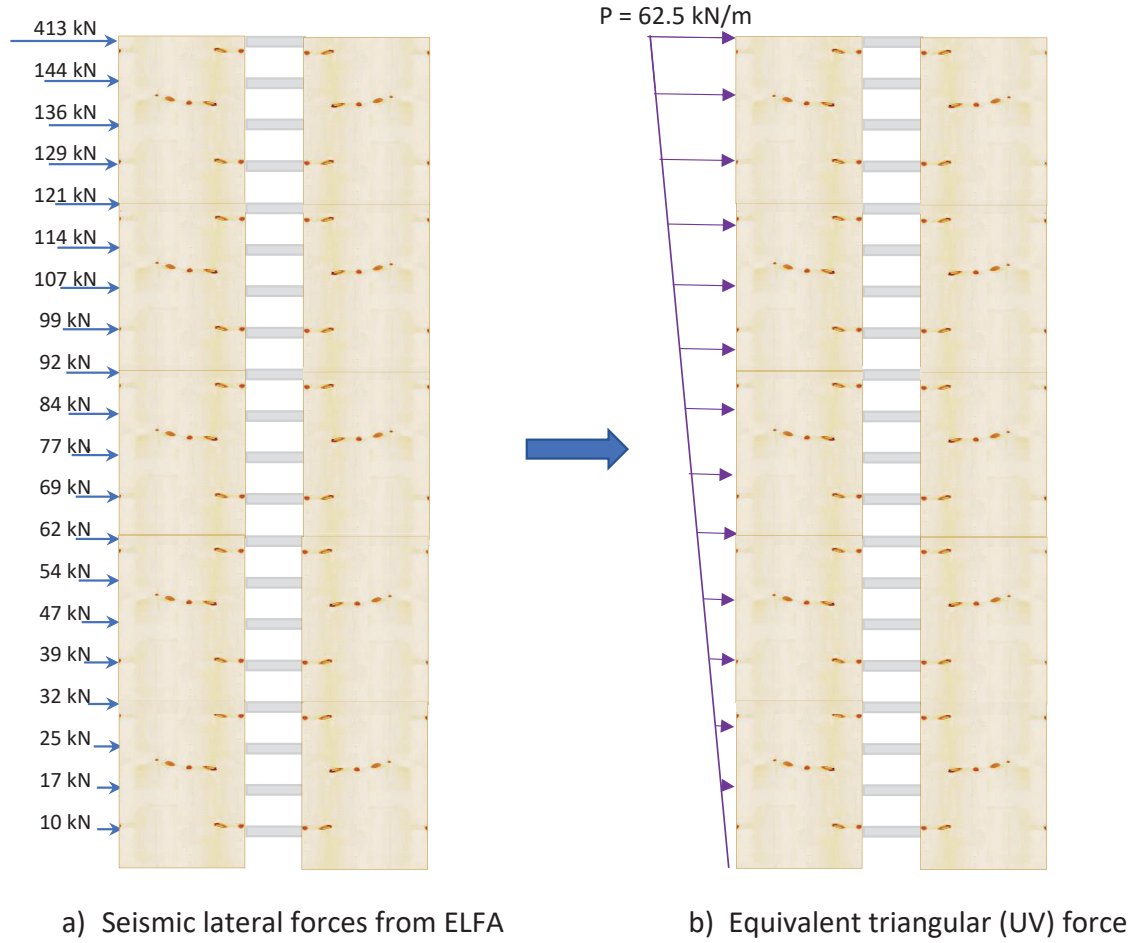 P = 62.5 kN/m
413 kN
144 kN
136 kN
129 kN
121 kN
114 kN
107 kN
99 kN
92 kN
84 kN
77 kN
69 kN
62 kN
54 kN
47 kN
39 kN
32 kN
25 kN
17 kN
10 kN
a) Seismic lateral forces from ELFA
b) Equivalent triangular (UV) force